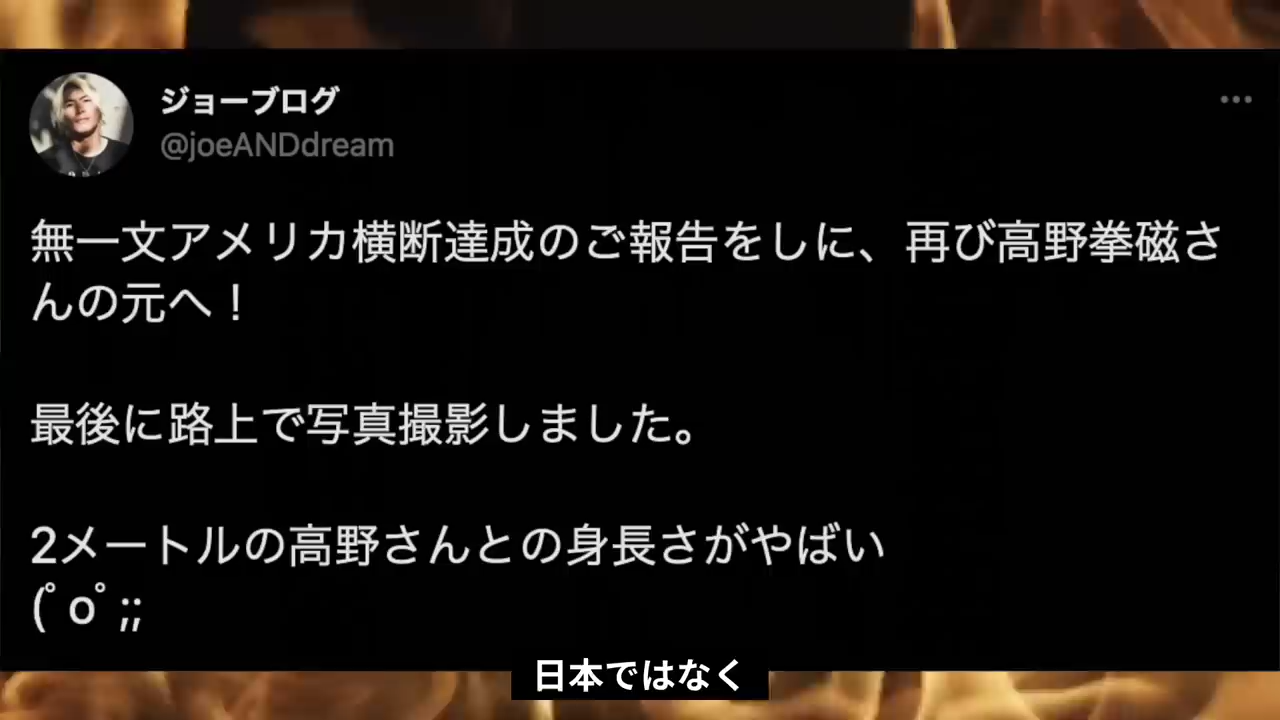 ジョーブログ
@joeANDdream
無一文アメリカ横断達成のご報告をしに、再び高野拳磁さ
んの元へ！
最後に路上で写真撮影しました。
2メートルの高野さんとの身長さがやばい
(ﾟoﾟ;;
日本ではなく